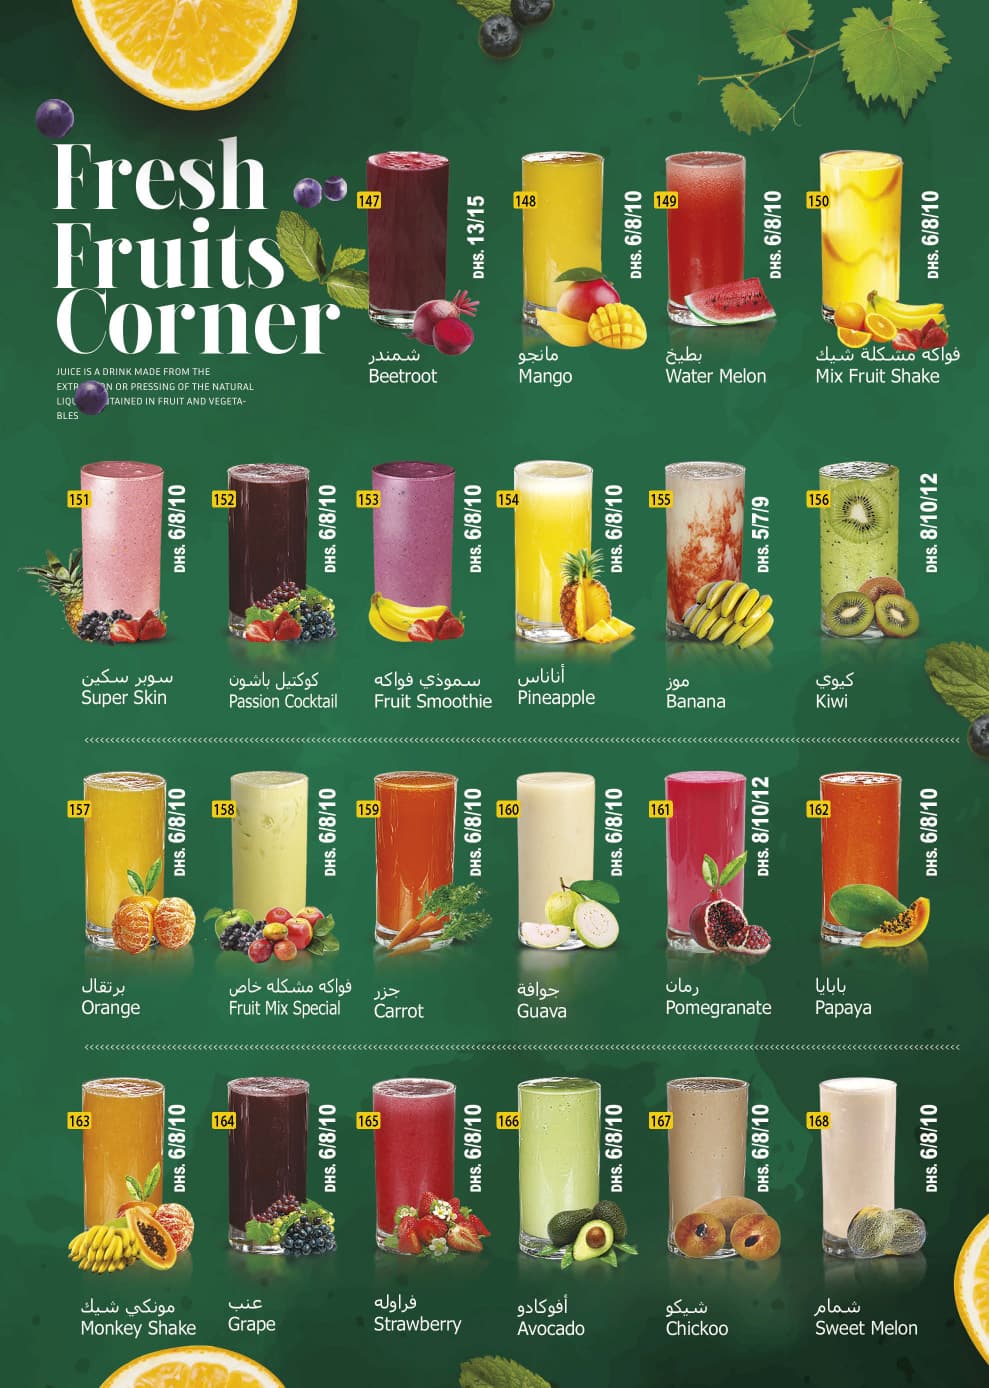 Fresh
Fruits
Corner
JUICE IS A DRINK MADE FROM THE
ON OR PRESSING OF THE NATURAL
IN FRUIT AND VEGETA-
BLES
147
DHS. 13/15
شمندر
Beetroot
148
DHS. 6/8/10
مانجو
Mango
149
DHS. 6/8/10
بطيخ
Water Melon
150
DHS. 6/8/10
فواكه مشكلة شيك
Mix Fruit Shake
151
DHS. 6/8/10
سوبر سكين
Super Skin
152
DHS. 6/8/10
كوكتيل باشون
Passion Cocktail
153
DHS. 6/8/10
سموذي فواكه
Fruit Smoothie
154
DHS. 6/8/10
أناناس
Pineapple
155
DHS. 5/7/9
موز
Banana
156
DHS. 8/10/12
كيوي
Kiwi
157
DHS. 6/8/10
برتقال
Orange
158
DHS. 6/8/10
فواكه مشكله خاص
Fruit Mix Special
159
DHS. 6/8/10
جزر
Carrot
160
DHS. 6/8/10
جوافة
Guava
161
DHS. 8/10/12
رمان
Pomegranate
162
DHS. 6/8/10
بابايا
Papaya
163
DHS. 6/8/10
مونكي شيك
Monkey Shake
164
DHS. 6/8/10
عنب
Grape
165
DHS. 6/8/10
فراوله
Strawberry
166
DHS. 6/8/10
أفوكادو
Avocado
167
DHS. 6/8/10
شيكو
Chickoo
168
DHS. 6/8/10
شمام
Sweet Melon